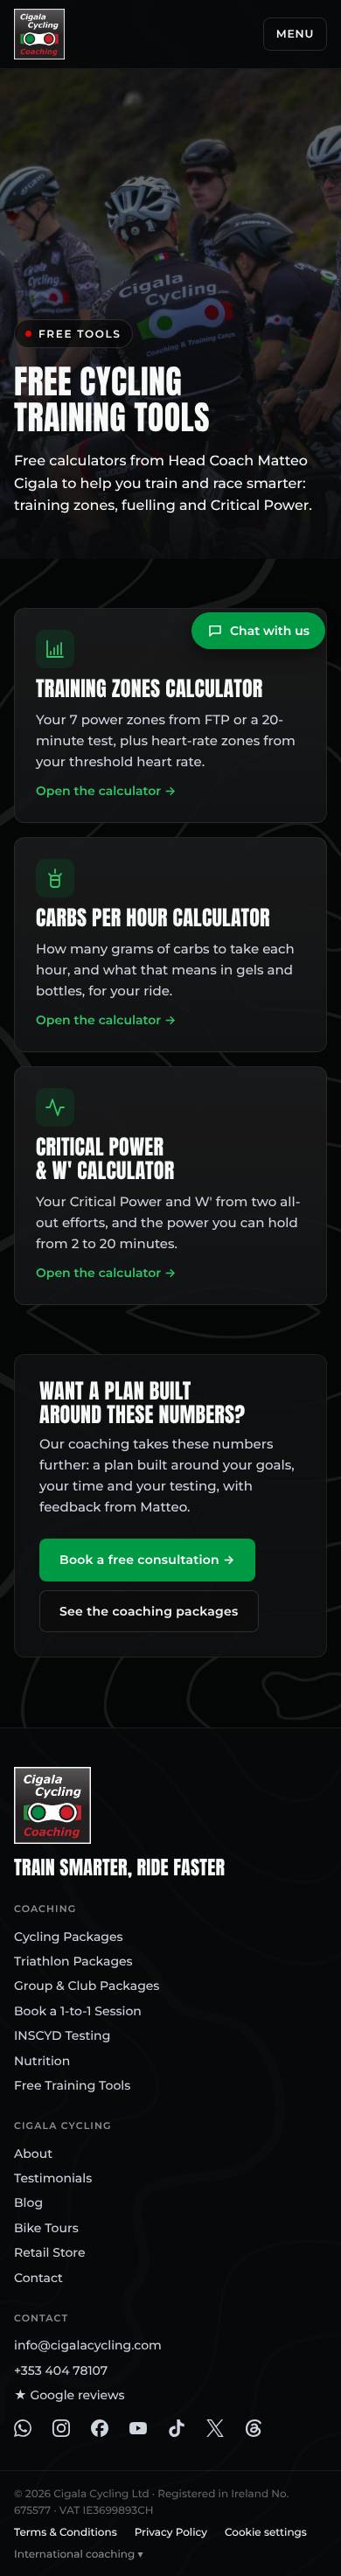 Cigala
Cycling
Coaching
MENU
Cigala
Cycling
Coaching & Training Centre
FREE TOOLS
FREE CYCLING
TRAINING TOOLS
Free calculators from Head Coach Matteo
Cigala to help you train and race smarter:
training zones, fuelling and Critical Power.
Chat with us
TRAINING ZONES CALCULATOR
Your 7 power zones from FTP or a 20-
minute test, plus heart-rate zones from
your threshold heart rate.
Open the calculator →
CARBS PER HOUR CALCULATOR
How many grams of carbs to take each
hour, and what that means in gels and
bottles, for your ride.
Open the calculator →
CRITICAL POWER
& W' CALCULATOR
Your Critical Power and W' from two all-
out efforts, and the power you can hold
from 2 to 20 minutes.
Open the calculator →
WANT A PLAN BUILT
AROUND THESE NUMBERS?
Our coaching takes these numbers
further: a plan built around your goals,
your time and your testing, with
feedback from Matteo.
Book a free consultation →
See the coaching packages
Cigala
Cycling
Coaching
TRAIN SMARTER, RIDE FASTER
COACHING
Cycling Packages
Triathlon Packages
Group & Club Packages
Book a 1-to-1 Session
INSCYD Testing
Nutrition
Free Training Tools
CIGALA CYCLING
About
Testimonials
Blog
Bike Tours
Retail Store
Contact
CONTACT
info@cigalacycling.com
+353 404 78107
★ Google reviews
© 2026 Cigala Cycling Ltd · Registered in Ireland No.
675577 · VAT IE3699893CH
Terms & Conditions Privacy Policy Cookie settings
International coaching ▾